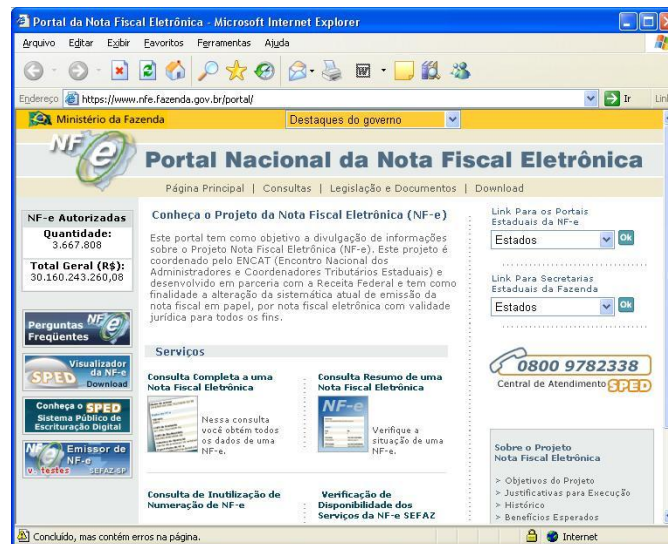 Portal da Nota Fiscal Eletrônica - Microsoft Internet Explorer
Arquivo Editar Exibir Favoritos Ferramentas Ajuda
Endereço https://www.nfe.fazenda.gov.br/portal/ Ir Lin
Ministério da Fazenda Destaques do governo
NF e
Portal Nacional da Nota Fiscal Eletrônica
Página Principal | Consultas | Legislação e Documentos | Download
NF-e Autorizadas
Quantidade:
3.667.808
Total Geral (R$):
30.160.243.260,08
Perguntas
Freqüentes
NF e
Visualizador
da NF-e
SPED Download
Conheça o SPED
Sistema Público de
Escrituração Digital
Emissor de
NF-e
v. testes SEFAZ-SP
Conheça o Projeto da Nota Fiscal Eletrônica (NF-e)
Este portal tem como objetivo a divulgação de informações
sobre o Projeto Nota Fiscal Eletrônica (NF-e). Este projeto é
coordenado pelo ENCAT (Encontro Nacional dos
Administradores e Coordenadores Tributários Estaduais) e
desenvolvido em parceria com a Receita Federal e tem como
finalidade a alteração da sistemática atual de emissão da
nota fiscal em papel, por nota fiscal eletrônica com validade
jurídica para todos os fins.
Serviços
Consulta Completa a uma
Nota Fiscal Eletrônica
Nessa consulta
você obtém todos
os dados de uma
NF-e.
Consulta Resumo de uma
Nota Fiscal Eletrônica
NF-e
Verifique a
situação de uma
NF-e.
Consulta de Inutilização de
Numeração de NF-e
Verificação de
Disponibilidade dos
Serviços da NF-e SEFAZ
Link Para os Portais
Estaduais da NF-e
Estados Ok
Link Para Secretarias
Estaduais da Fazenda
Estados Ok
0800 9782338
Central de Atendimento SPED
Sobre o Projeto
Nota Fiscal Eletrônica
> Objetivos do Projeto
> Justificativas para Execução
> Histórico
> Benefícios Esperados
Concluído, mas contém erros na página. Internet